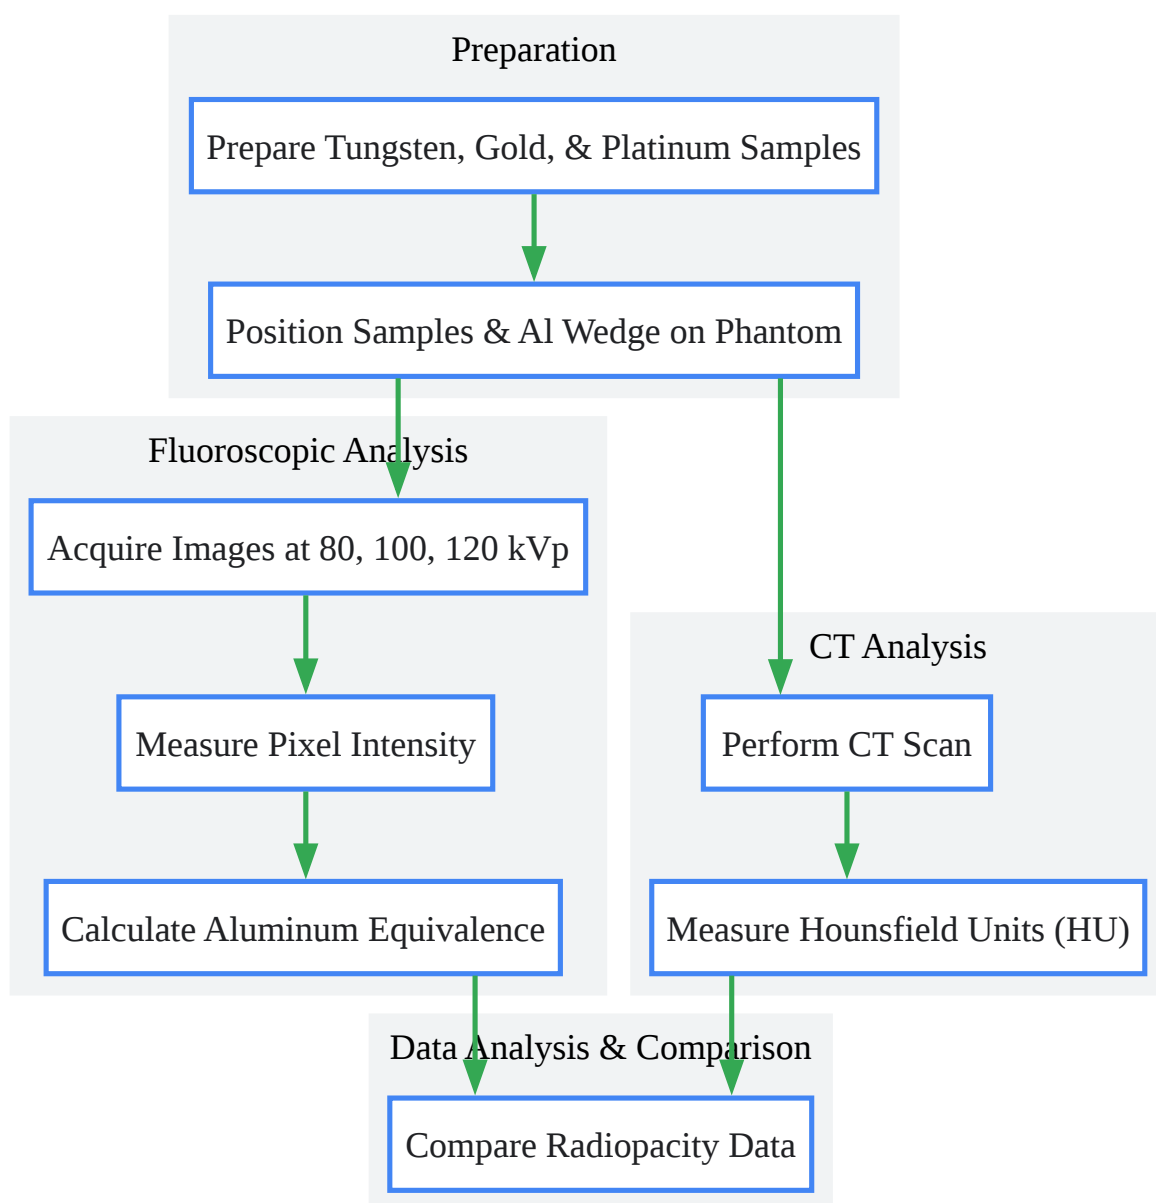 Preparation
Prepare Tungsten, Gold, & Platinum Samples
Position Samples & Al Wedge on Phantom
Fluoroscopic Analysis
Acquire Images at 80, 100, 120 kVp
Measure Pixel Intensity
Calculate Aluminum Equivalence
CT Analysis
Perform CT Scan
Measure Hounsfield Units (HU)
Data Analysis & Comparison
Compare Radiopacity Data